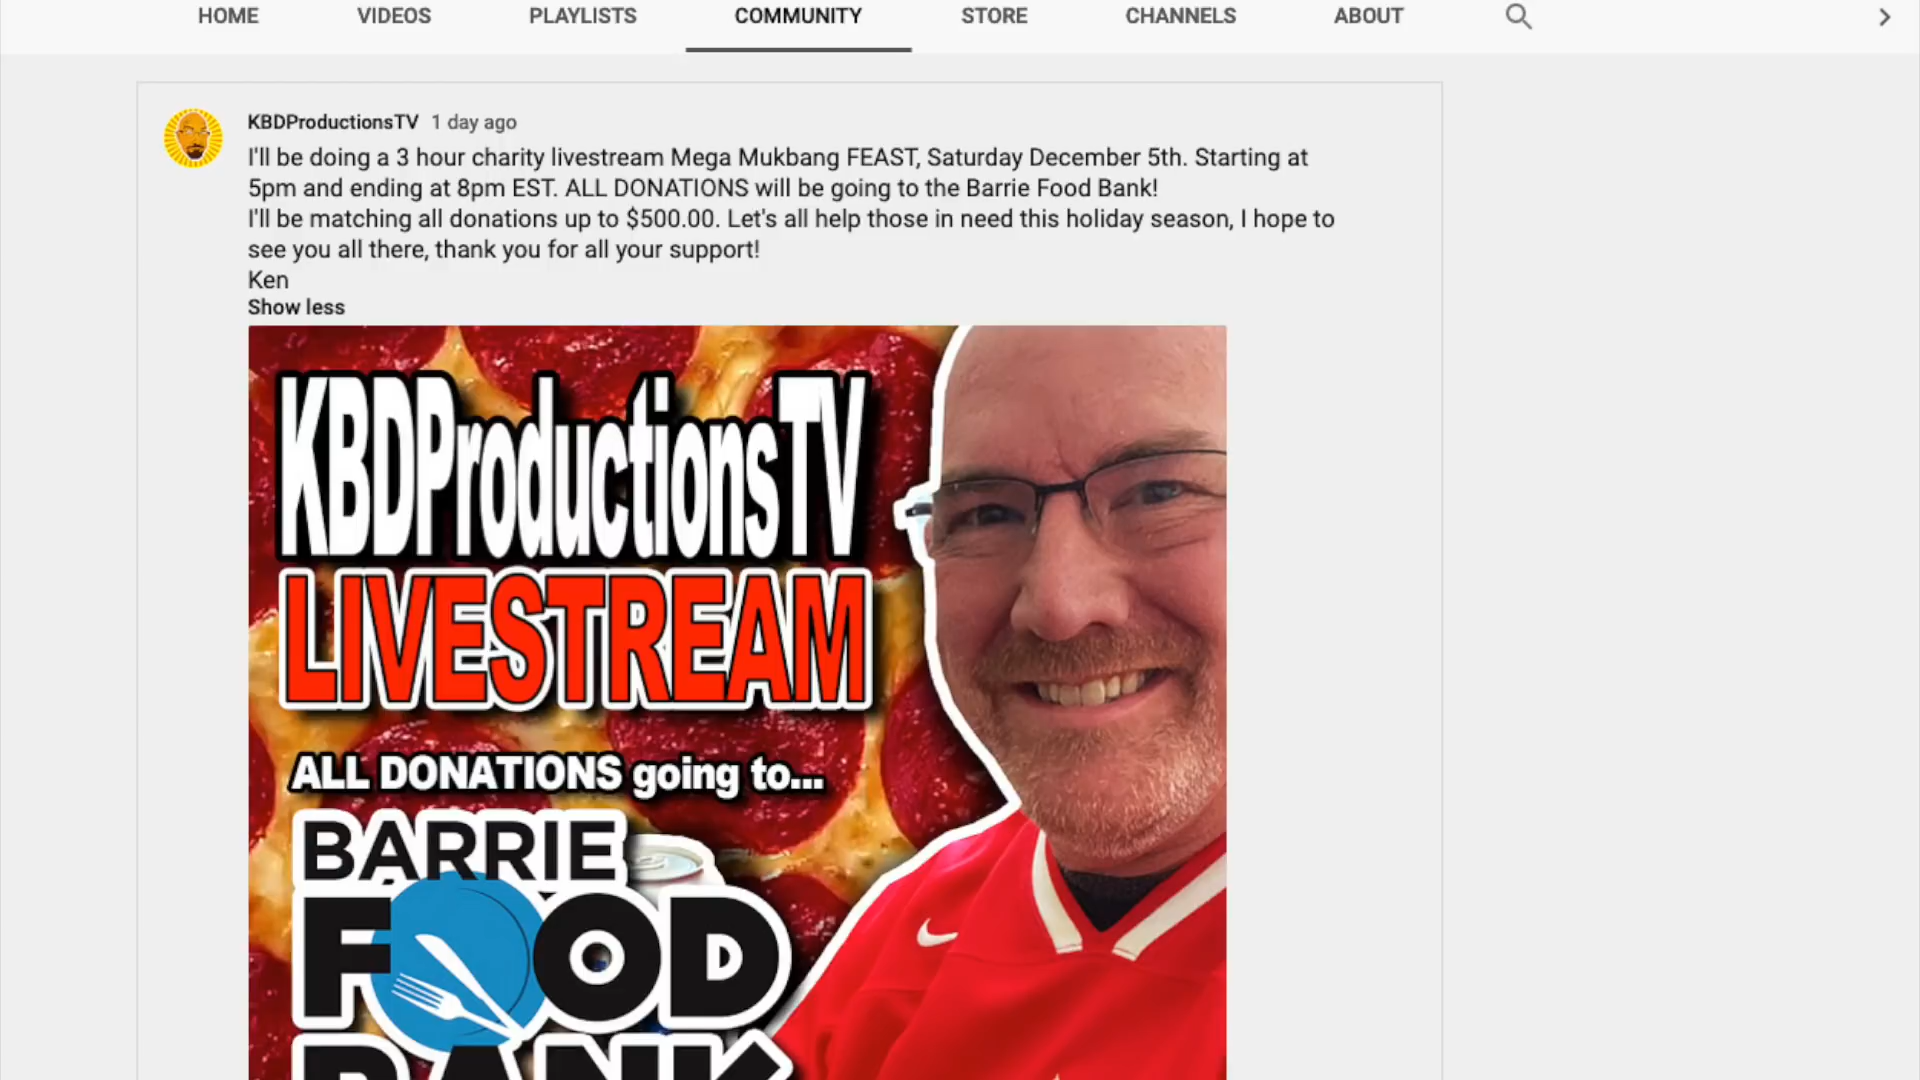 HOME VIDEOS PLAYLISTS COMMUNITY STORE CHANNELS ABOUT
KBDProductionsTV 1 day ago
I'll be doing a 3 hour charity livestream Mega Mukbang FEAST, Saturday December 5th. Starting at
5pm and ending at 8pm EST. ALL DONATIONS will be going to the Barrie Food Bank!
I'll be matching all donations up to $500.00. Let's all help those in need this holiday season, I hope to
see you all there, thank you for all your support!
Ken
Show less
KBDProductionsTV
LIVESTREAM
ALL DONATIONS going to...
BARRIE
FOOD
BANK